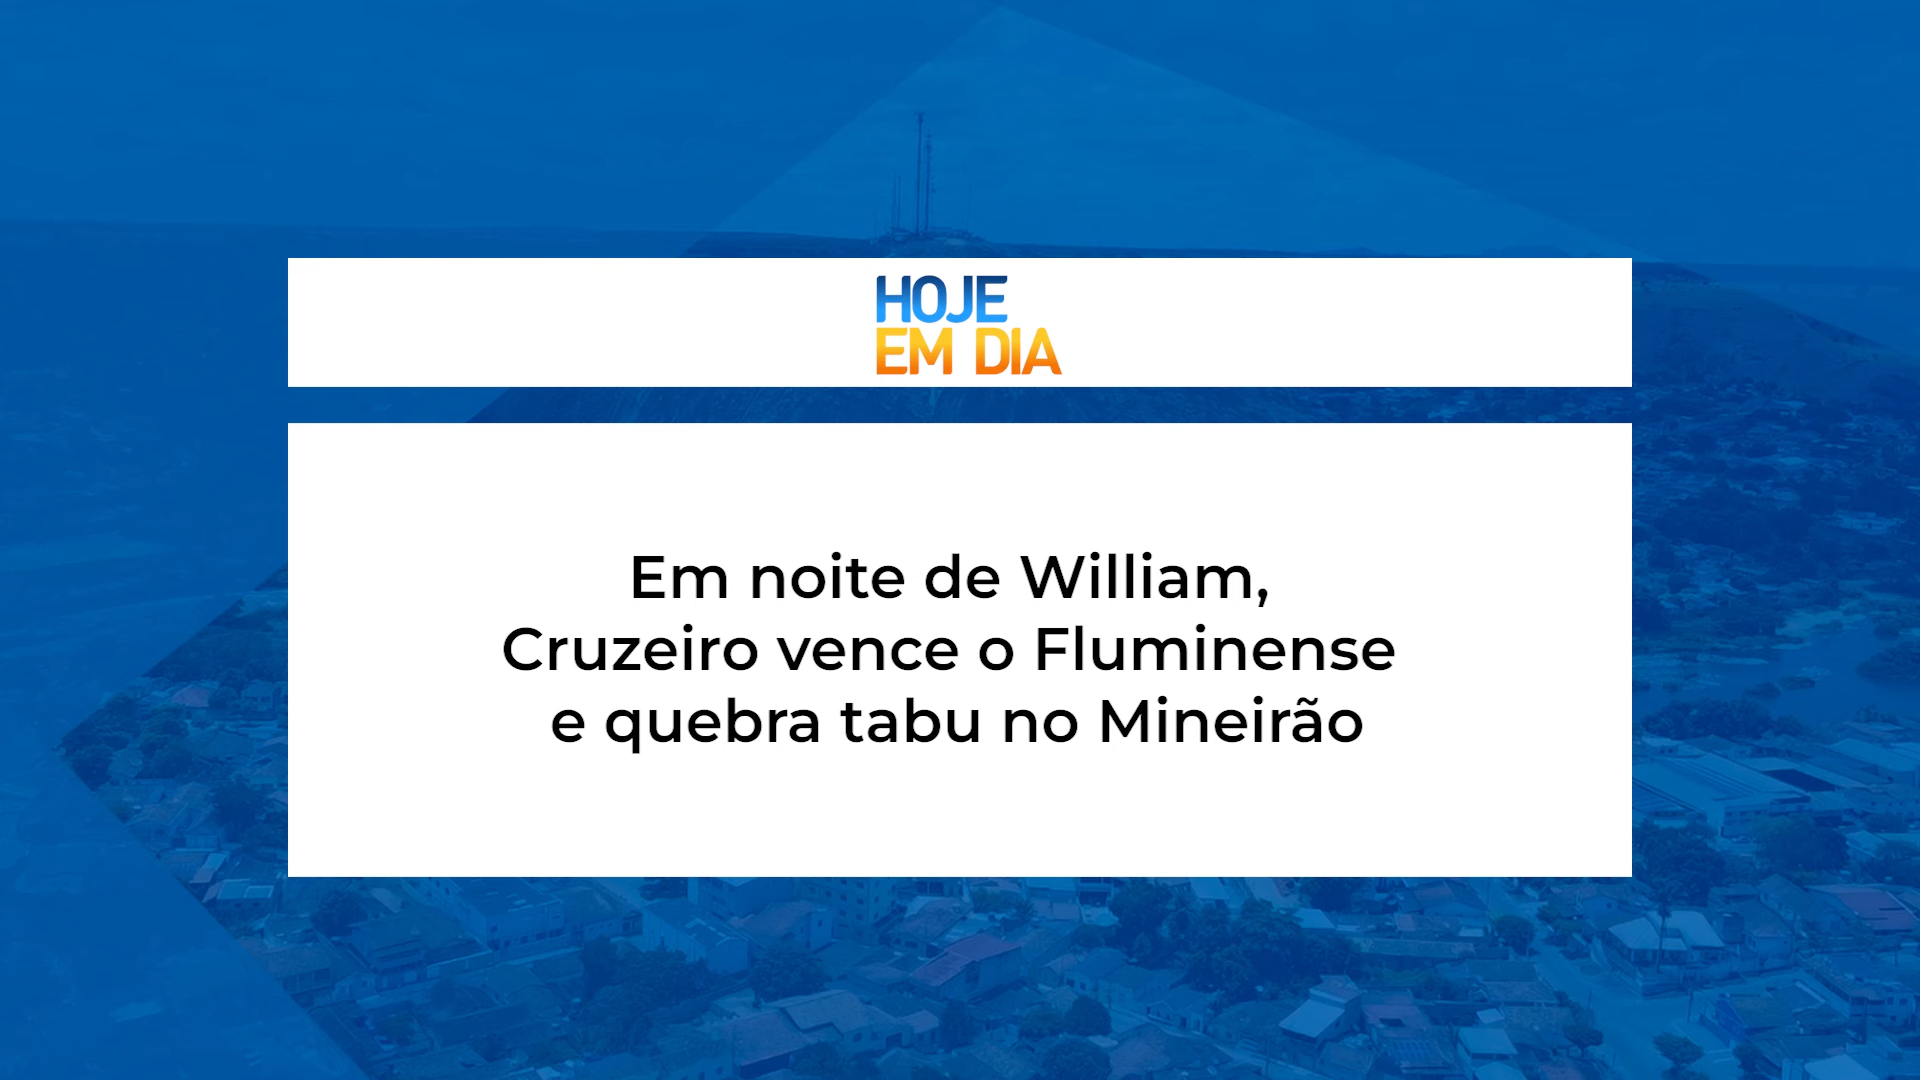 HOJE
EM DIA
Em noite de William,
Cruzeiro vence o Fluminense
e quebra tabu no Mineirão